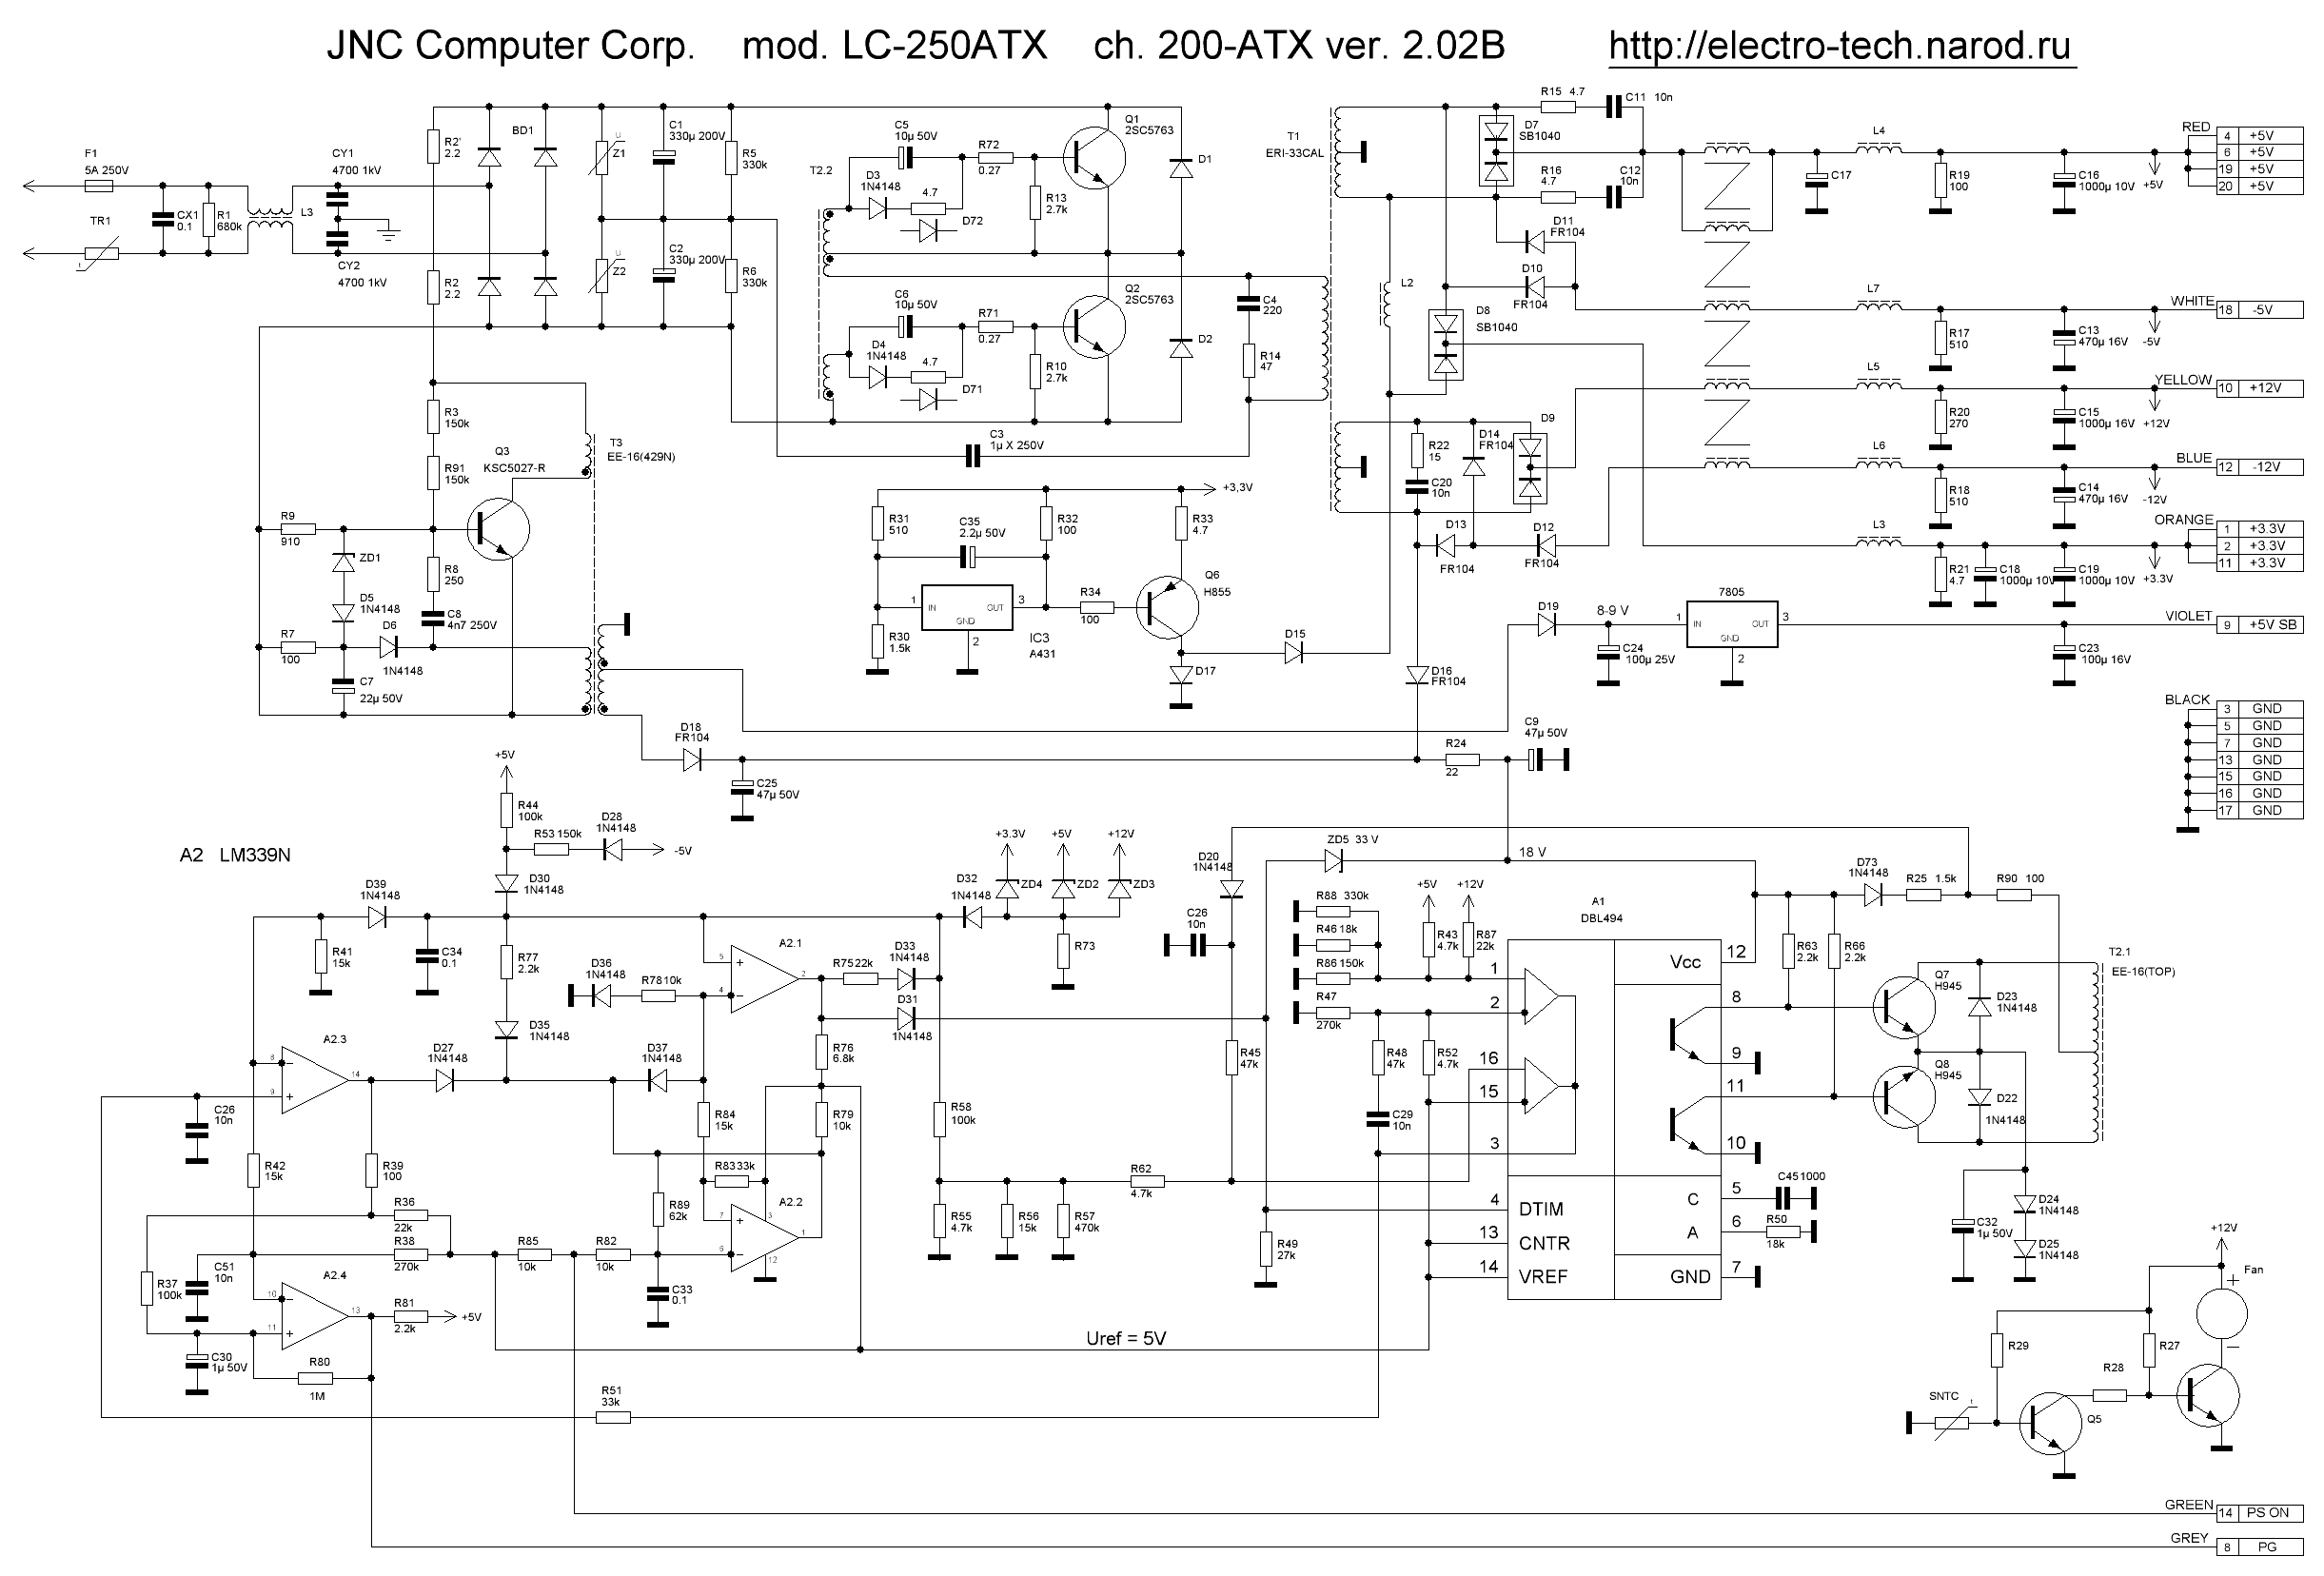 JNC Computer Corp. mod. LC-250ATX ch. 200-ATX ver. 2.02B http://electro-tech.narod.ru
F1
5A 250V
TR1
CX1
0.1
R1
680k
L3
CY1
4700 1kV
CY2
4700 1kV
R2'
2.2
R2
2.2
BD1
u
Z1
u
Z2
C1
330µ 200V
C2
330µ 200V
R5
330k
R6
330k
T2.2
C5
10µ 50V
D3
1N4148
4.7
D72
R72
0.27
R13
2.7k
Q1
2SC5763
D1
C6
10µ 50V
D4
1N4148
4.7
D71
R71
0.27
R10
2.7k
Q2
2SC5763
D2
C4
220
R14
47
C3
1µ X 250V
T1
ERI-33CAL
L2
R15 4.7
C11 10n
D7
SB1040
R16
4.7
C12
10n
D11
FR104
D10
FR104
D8
SB1040
D9
R22
15
C20
10n
D14
FR104
D13
FR104
D12
FR104
D16
FR104
L4
C17
R19
100
C16
1000µ 10V
+5V
RED
4 +5V
6 +5V
19 +5V
20 +5V
L7
R17
510
C13
470µ 16V
-5V
WHITE
18 -5V
L5
R20
270
C15
1000µ 16V
+12V
YELLOW
10 +12V
L6
R18
510
C14
470µ 16V
-12V
BLUE
12 -12V
L3
R21
4.7
C18
1000µ 10V
C19
1000µ 10V
+3.3V
ORANGE
1 +3.3V
2 +3.3V
11 +3.3V
D19
8-9 V
C24
100µ 25V
7805
1
IN
OUT
GND
3
2
C23
100µ 16V
VIOLET
9 +5V SB
BLACK
3 GND
5 GND
7 GND
13 GND
15 GND
16 GND
17 GND
R3
150k
R91
150k
Q3
KSC5027-R
T3
EE-16(429N)
R9
910
ZD1
R8
250
D5
1N4148
C8
4n7 250V
D6
1N4148
R7
100
C7
22µ 50V
+3,3V
R31
510
C35
2.2µ 50V
R32
100
R33
4.7
1
IN
OUT
GND
3
2
IC3
A431
R30
1.5k
R34
100
Q6
H855
D15
D17
D18
FR104
C25
47µ 50V
R24
22
C9
47µ 50V
A2 LM339N
+5V
R44
100k
R53 150k
D28
1N4148
-5V
D30
1N4148
D39
1N4148
R41
15k
C34
0.1
R77
2.2k
D35
1N4148
D36
1N4148
R78 10k
D37
1N4148
A2.1
5
+
4
−
2
R75 22k
D33
1N4148
D31
1N4148
R76
6.8k
R79
10k
D32
1N4148
+3.3V
+5V
+12V
ZD4
ZD2
ZD3
R73
A2.3
8
−
9
+
14
C26
10n
D27
1N4148
R42
15k
R39
100
R36
22k
R38
270k
R37
100k
C51
10n
A2.4
10
−
11
+
13
R81
2.2k
+5V
C30
1µ 50V
R80
1M
R85
10k
R82
10k
R84
15k
R83 33k
R89
62k
C33
0.1
A2.2
7
+
6
−
3
1
12
R51
33k
R58
100k
R55
4.7k
R56
15k
R57
470k
R62
4.7k
D20
1N4148
C26
10n
R45
47k
R49
27k
ZD5 33 V
18 V
R88 330k
R46 18k
R86 150k
R47
270k
+5V
+12V
R43
4.7k
R87
22k
R48
47k
R52
4.7k
C29
10n
Uref = 5V
A1
DBL494
1
2
16
15
3
4
13
14
DTIM
CNTR
VREF
Vcc
C
A
GND
12
8
9
11
10
5
6
7
C45 1000
R50
18k
D73
1N4148
R25 1.5k
R90 100
R63
2.2k
R66
2.2k
Q7
H945
Q8
H945
D23
1N4148
D22
1N4148
T2.1
EE-16(TOP)
C32
1µ 50V
D24
1N4148
D25
1N4148
+12V
+
Fan
−
R29
R27
R28
SNTC
t
Q5
GREEN
14 PS ON
GREY
8 PG